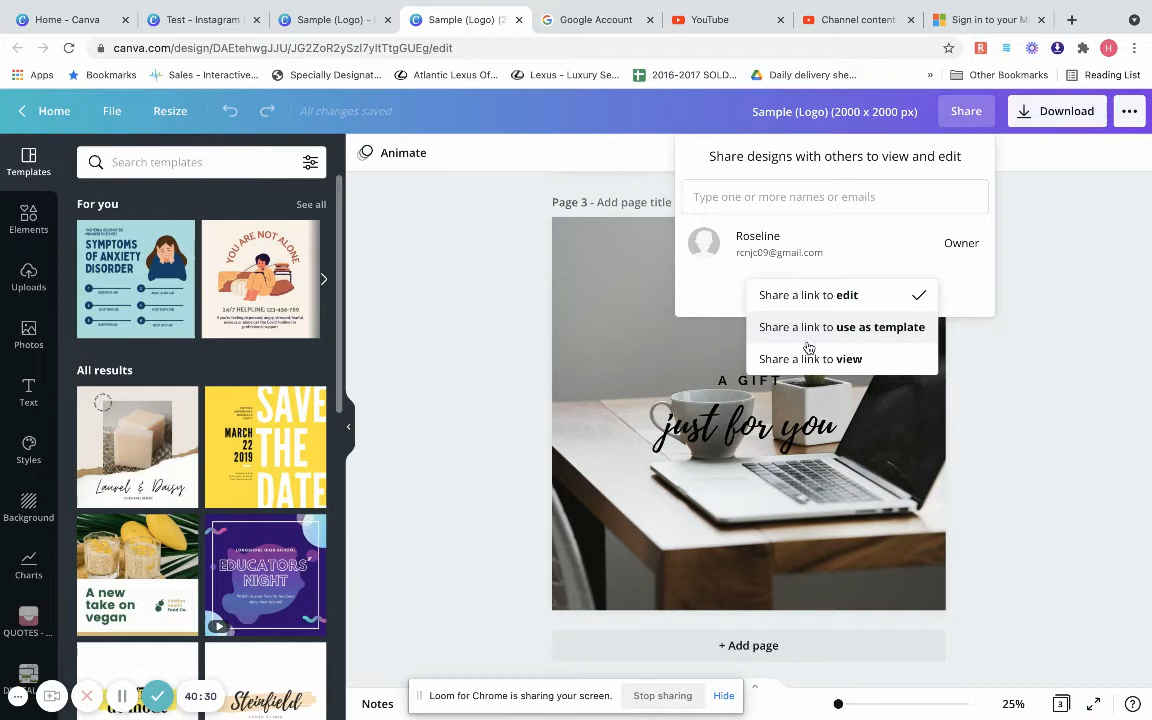 Home - Canva
Test - Instagram
Sample (Logo) -
Sample (Logo) (2
Google Account
YouTube
Channel content
Sign in to your Mi
canva.com/design/DAEtehwgJJU/JG2ZoR2ySzl7yltTtgGUEg/edit
Apps
Bookmarks
Sales - Interactive...
Specially Designat...
Atlantic Lexus Of...
Lexus - Luxury Se...
2016-2017 SOLD...
Daily delivery she...
»
Other Bookmarks
Reading List
Home
File
Resize
All changes saved
Sample (Logo) (2000 x 2000 px)
Share
Download
Templates
Elements
Uploads
Photos
Text
Styles
Background
Charts
QUOTES - ...
Search templates
For you
See all
SYMPTOMS
OF ANXIETY
DISORDER
YOU ARE NOT
ALONE
24/7 HELPLINE: 123-456-789
All results
Laurel & Daisy
SAVE
THE
DATE
MARCH
22
2019
A new
take on
vegan
EDUCATORS
NIGHT
Steinfield
Animate
Page 3 - Add page title
Share designs with others to view and edit
Type one or more names or emails
Roseline
rcnjc09@gmail.com
Owner
Share a link to edit
Share a link to use as template
Share a link to view
A GIFT
just for you
+ Add page
40:30
Loom for Chrome is sharing your screen.
Stop sharing
Hide
Notes
25%
3